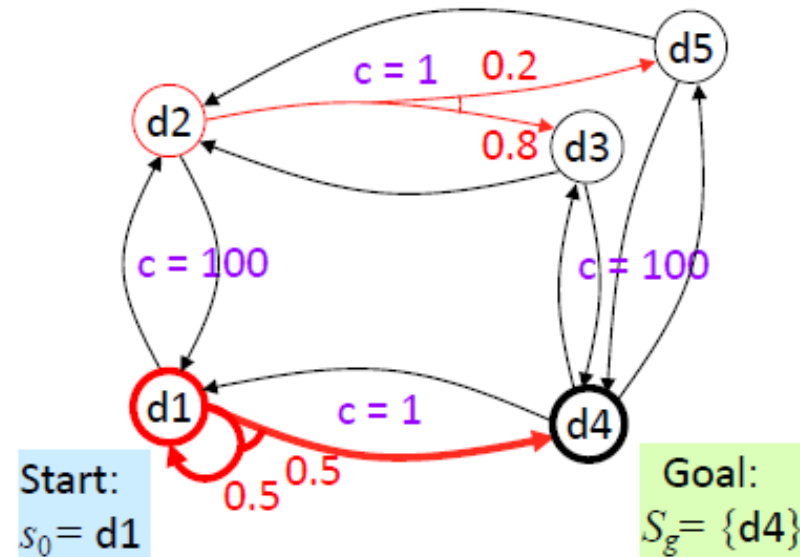 d5
c = 1
0.2
d2
0.8
d3
c = 100
c = 100
d1
c = 1
d4
0.5
0.5
Start:
s₀= d1
Goal:
S_g= {d4}